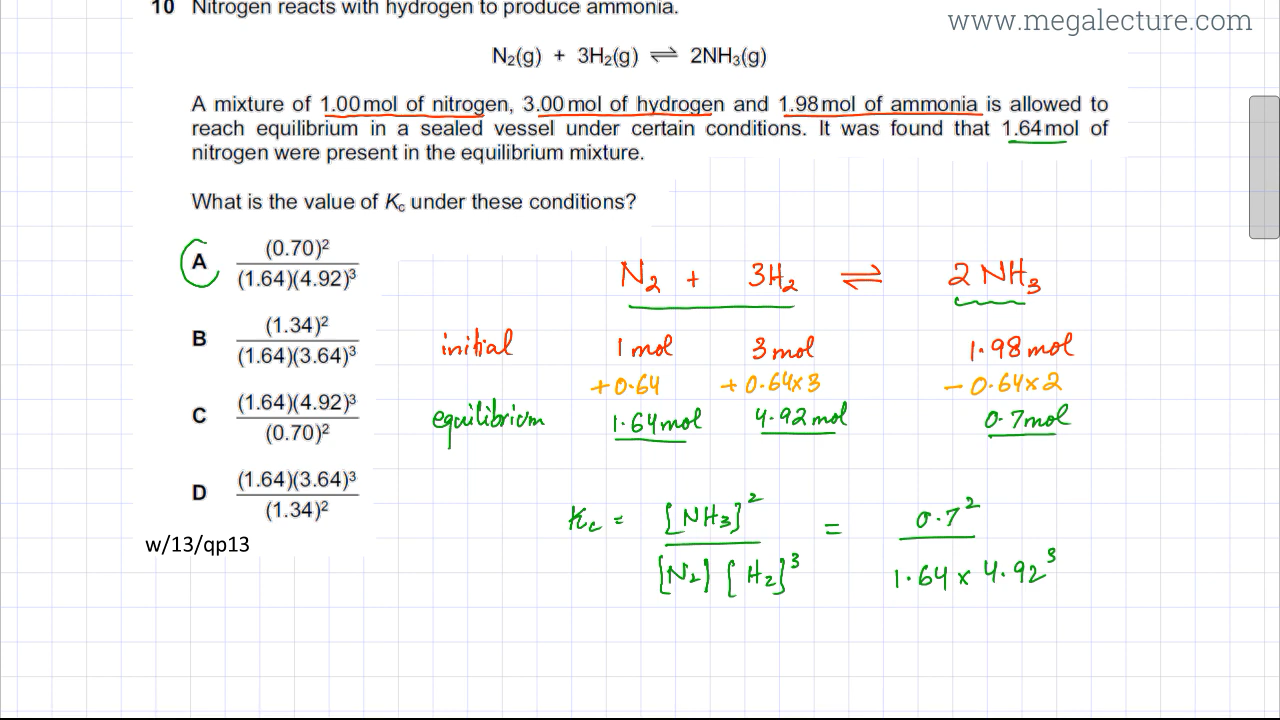 www.megalecture.com
10 Nitrogen reacts with hydrogen to produce ammonia.
N₂(g) + 3H₂(g) ⇌ 2NH₃(g)
A mixture of 1.00 mol of nitrogen, 3.00 mol of hydrogen and 1.98 mol of ammonia is allowed to
reach equilibrium in a sealed vessel under certain conditions. It was found that 1.64 mol of
nitrogen were present in the equilibrium mixture.
What is the value of Kc under these conditions?
A (0.70)² / (1.64)(4.92)³
B (1.34)² / (1.64)(3.64)³
C (1.64)(4.92)³ / (0.70)²
D (1.64)(3.64)³ / (1.34)²
w/13/qp13
N₂ + 3H₂ ⇌ 2NH₃
initial 1 mol 3 mol 1.98 mol
+0.64 +0.64×3 −0.64×2
equilibrium 1.64 mol 4.92 mol 0.7 mol
Kc = [NH₃]² / [N₂] [H₂]³ = 0.7² / 1.64 × 4.92³